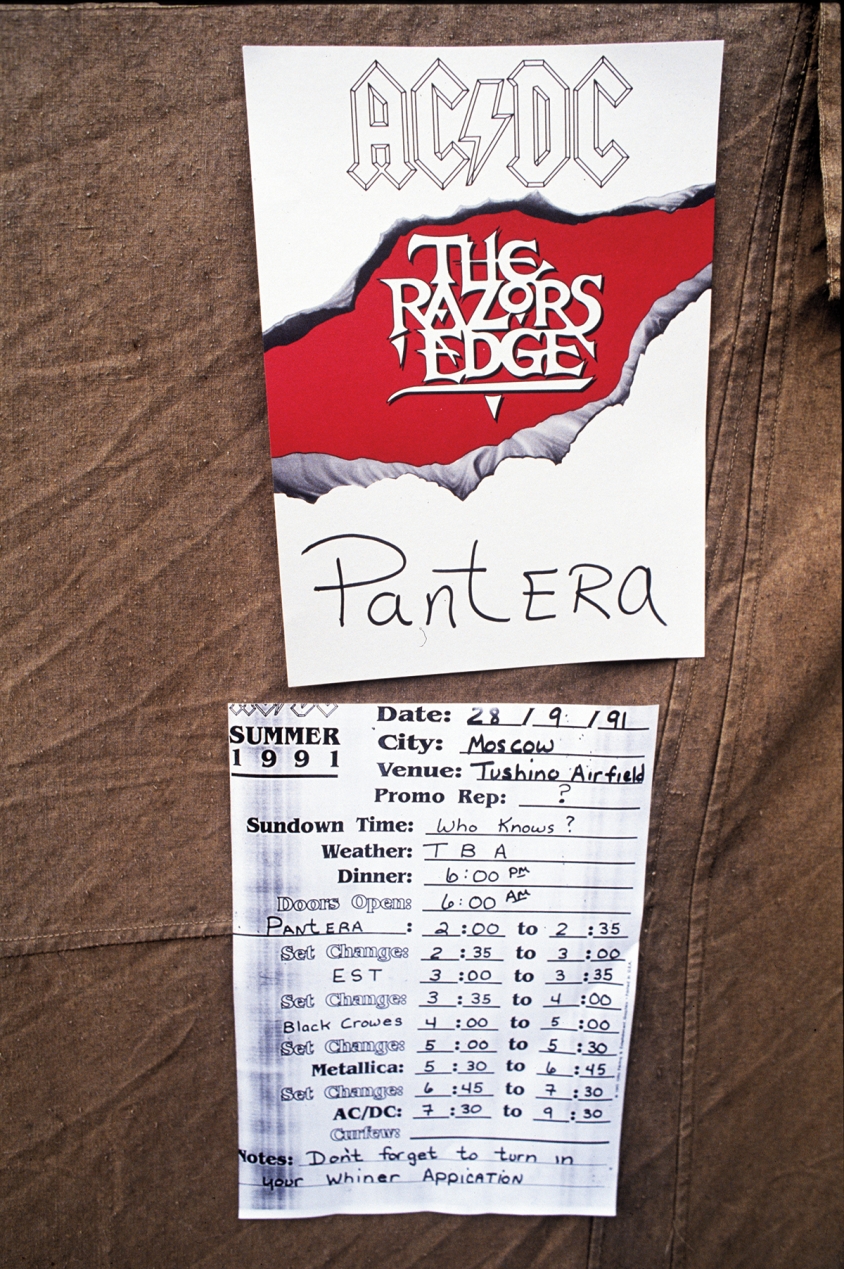 AC/DC
THE
RAZORS
EDGE
PantERA
AC/DC
SUMMER
1991
Date: 28 / 9 / 91
City: Moscow
Venue: Tushino Airfield
Promo Rep: ?
Sundown Time: Who Knows?
Weather: T B A
Dinner: 6:00 PM
Doors Open: 6:00 AM
PANTERA : 2:00 to 2:35
Set Change: 2:35 to 3:00
EST 3:00 to 3:35
Set Change: 3:35 to 4:00
Black Crowes 4:00 to 5:00
Set Change: 5:00 to 5:30
Metallica: 5:30 to 6:45
Set Change: 6:45 to 7:30
AC/DC: 7:30 to 9:30
Curfew:
Notes: Don't forget to turn in
your Whiner APPICATION